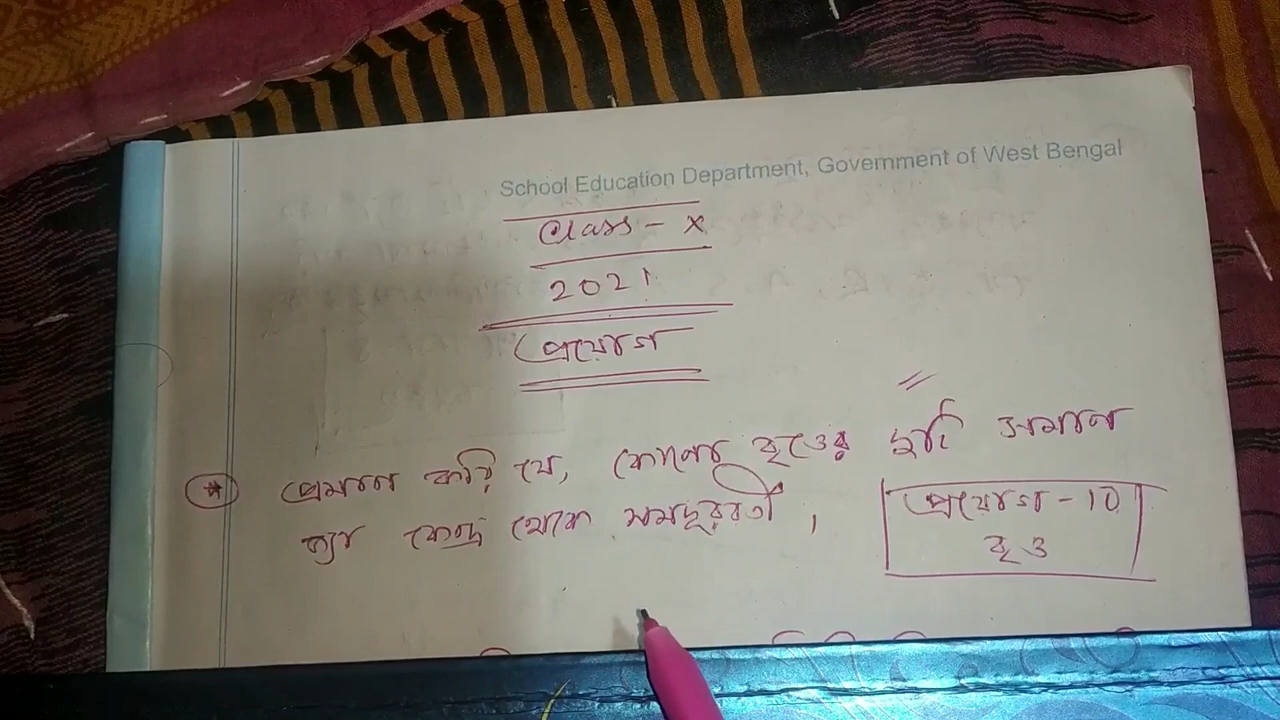 School Education Department, Government of West Bengal
Class - X
2021
প্রয়োগ
* প্রমাণ করি যে, কোনো বৃত্তের দুটি সমান
জ্যা কেন্দ্র থেকে সমদূরবর্তী ।
প্রয়োগ - 10
বৃত্ত